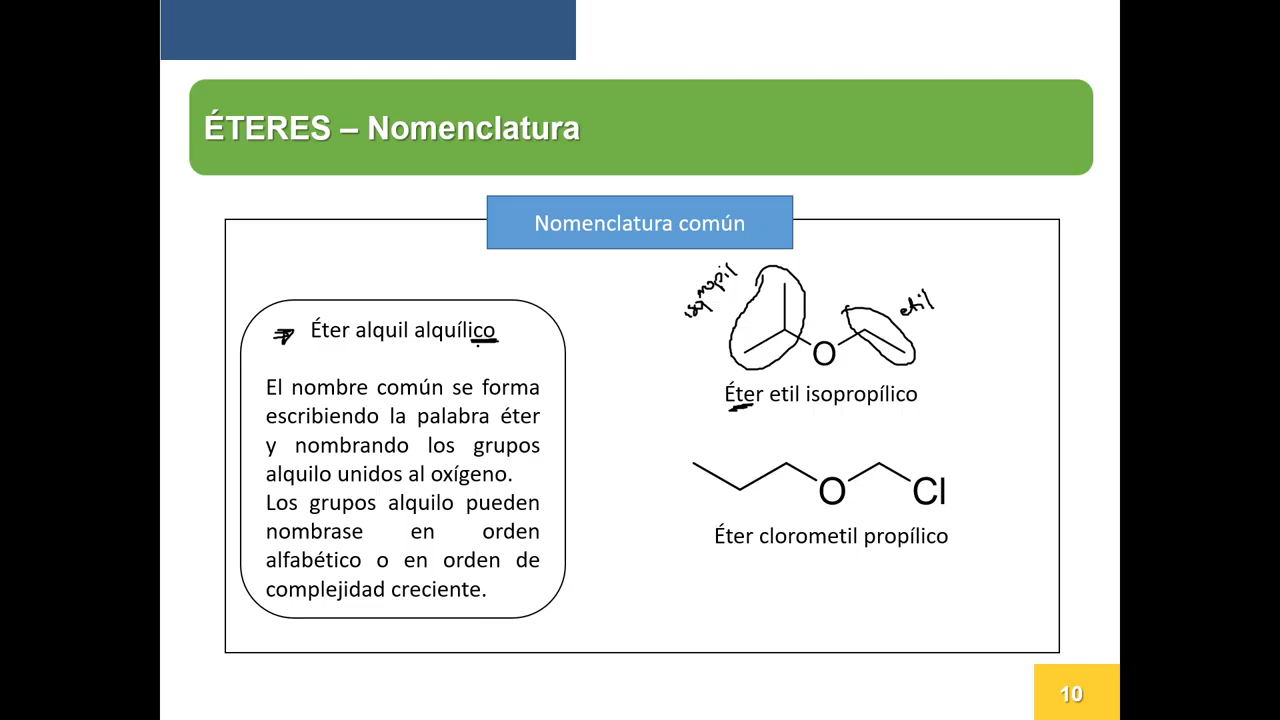 ÉTERES – Nomenclatura
Nomenclatura común
Éter alquil alquílico
El nombre común se forma
escribiendo la palabra éter
y nombrando los grupos
alquilo unidos al oxígeno.
Los grupos alquilo pueden
nombrase en orden
alfabético o en orden de
complejidad creciente.
isopropil
etil
O
Éter etil isopropílico
O Cl
Éter clorometil propílico
10